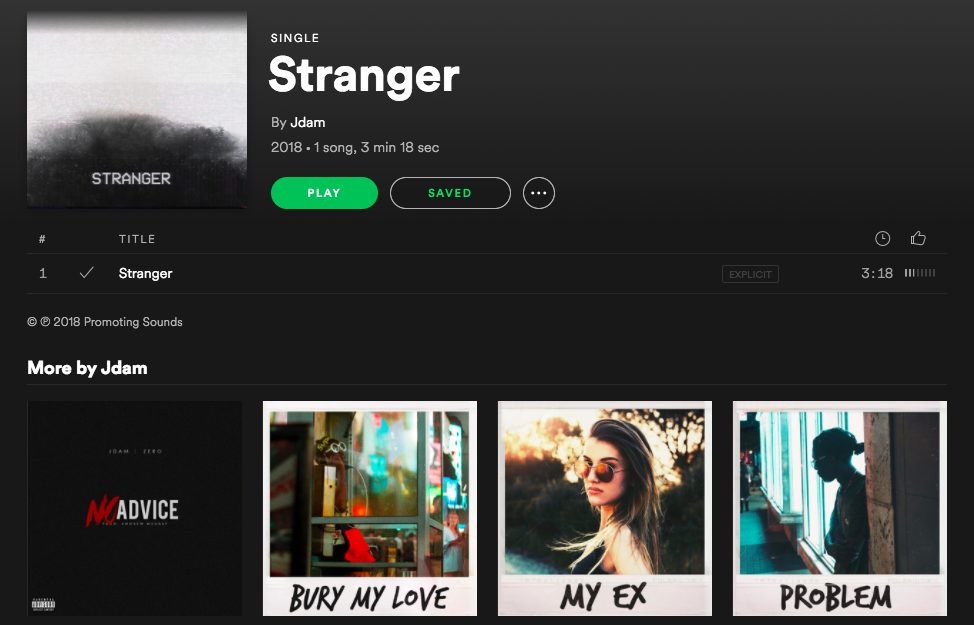 SINGLE
Stranger
By Jdam
2018 • 1 song, 3 min 18 sec
STRANGER
PLAY
SAVED
# TITLE
1 Stranger EXPLICIT 3:18
© ℗ 2018 Promoting Sounds
More by Jdam
JDAM | ZERO
NO ADVICE
PROD. ANDREW MOORAY
PARENTAL
ADVISORY
EXPLICIT CONTENT
BURY MY LOVE
MY EX
PROBLEM